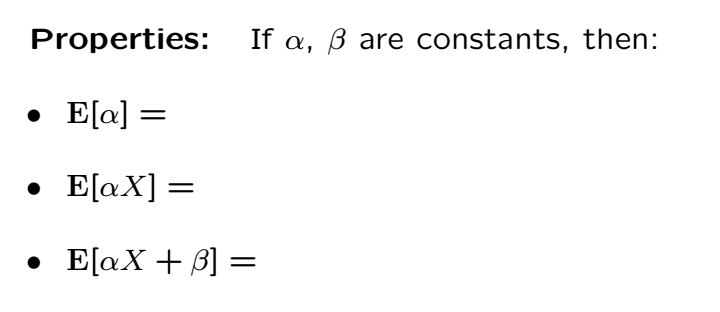 Properties: If α, β are constants, then:
• E[α] =
• E[αX] =
• E[αX + β] =